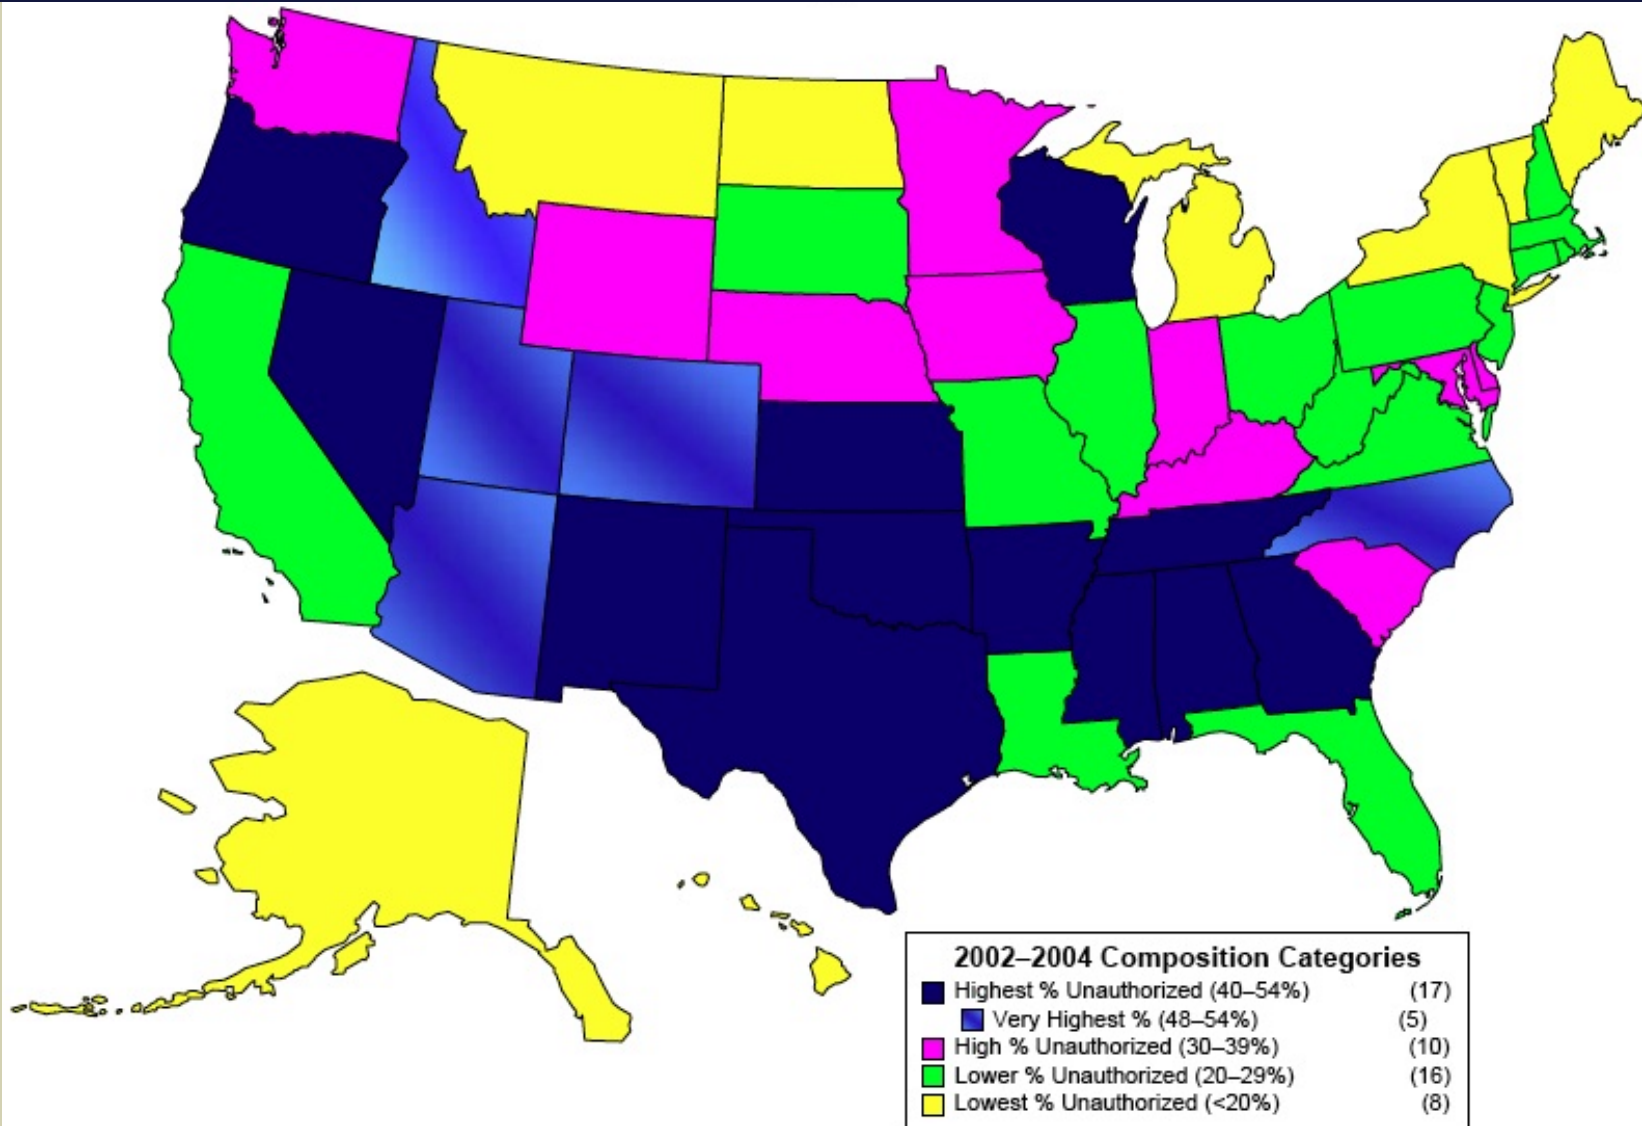 2002–2004 Composition Categories
Highest % Unauthorized (40–54%) (17)
Very Highest % (48–54%) (5)
High % Unauthorized (30–39%) (10)
Lower % Unauthorized (20–29%) (16)
Lowest % Unauthorized (<20%) (8)